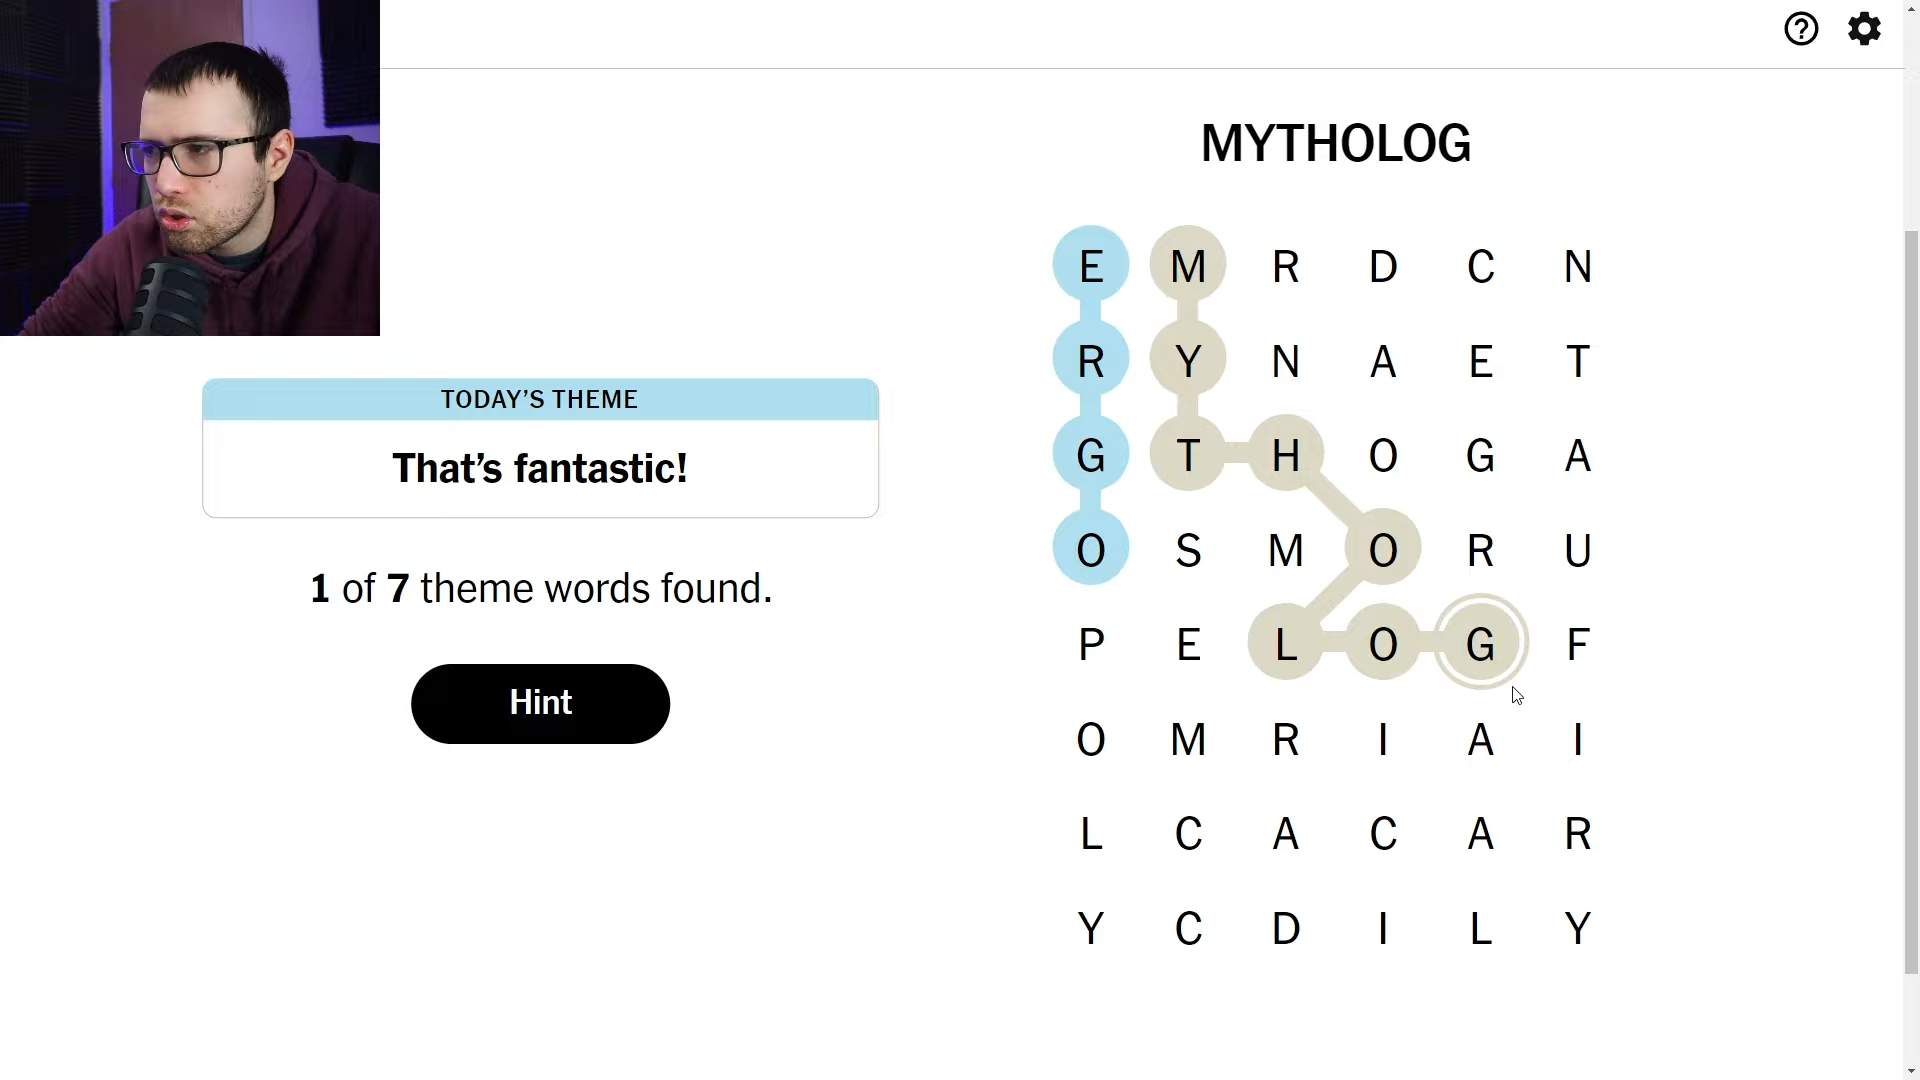 MYTHOLOG
E M R D C N
R Y N A E T
G T H O G A
O S M O R U
P E L O G F
O M R I A I
L C A C A R
Y C D I L Y
TODAY'S THEME
That's fantastic!
1 of 7 theme words found.
Hint